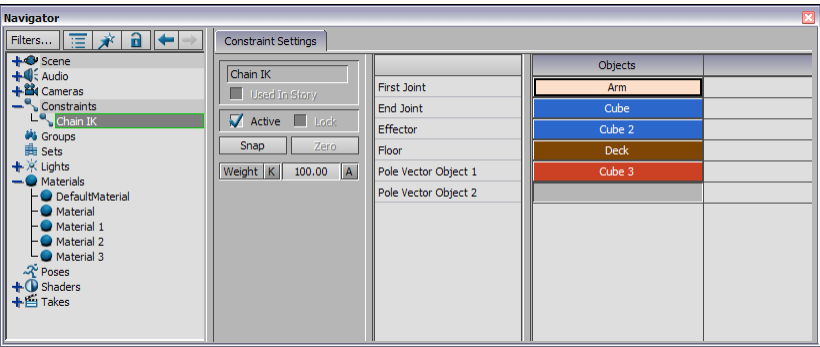 Navigator
Filters...
Scene
Audio
Cameras
Constraints
Chain IK
Groups
Sets
Lights
Materials
DefaultMaterial
Material
Material 1
Material 2
Material 3
Poses
Shaders
Takes
Constraint Settings
Chain IK
Used In Story
Active Lock
Snap Zero
Weight K 100.00 A
Objects
First Joint Arm
End Joint Cube
Effector Cube 2
Floor Deck
Pole Vector Object 1 Cube 3
Pole Vector Object 2